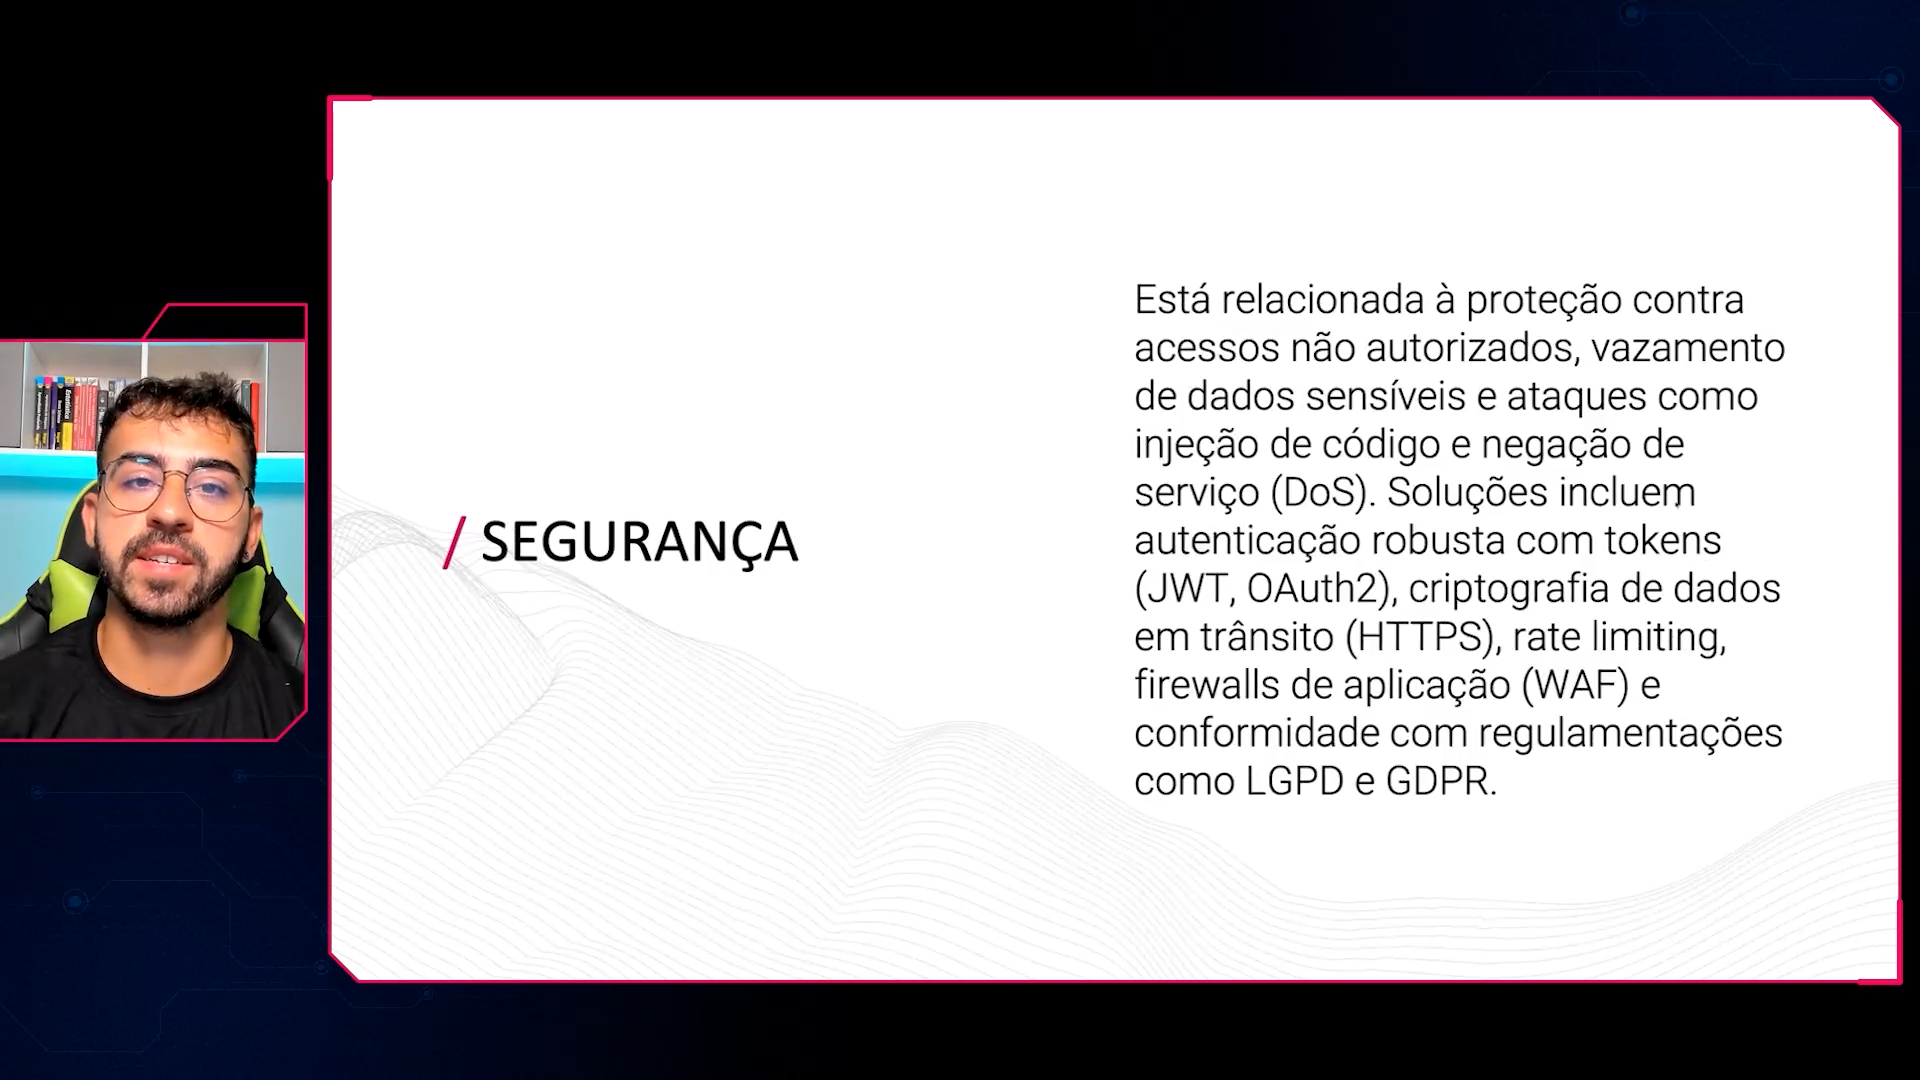 / SEGURANÇA
Está relacionada à proteção contra
acessos não autorizados, vazamento
de dados sensíveis e ataques como
injeção de código e negação de
serviço (DoS). Soluções incluem
autenticação robusta com tokens
(JWT, OAuth2), criptografia de dados
em trânsito (HTTPS), rate limiting,
firewalls de aplicação (WAF) e
conformidade com regulamentações
como LGPD e GDPR.